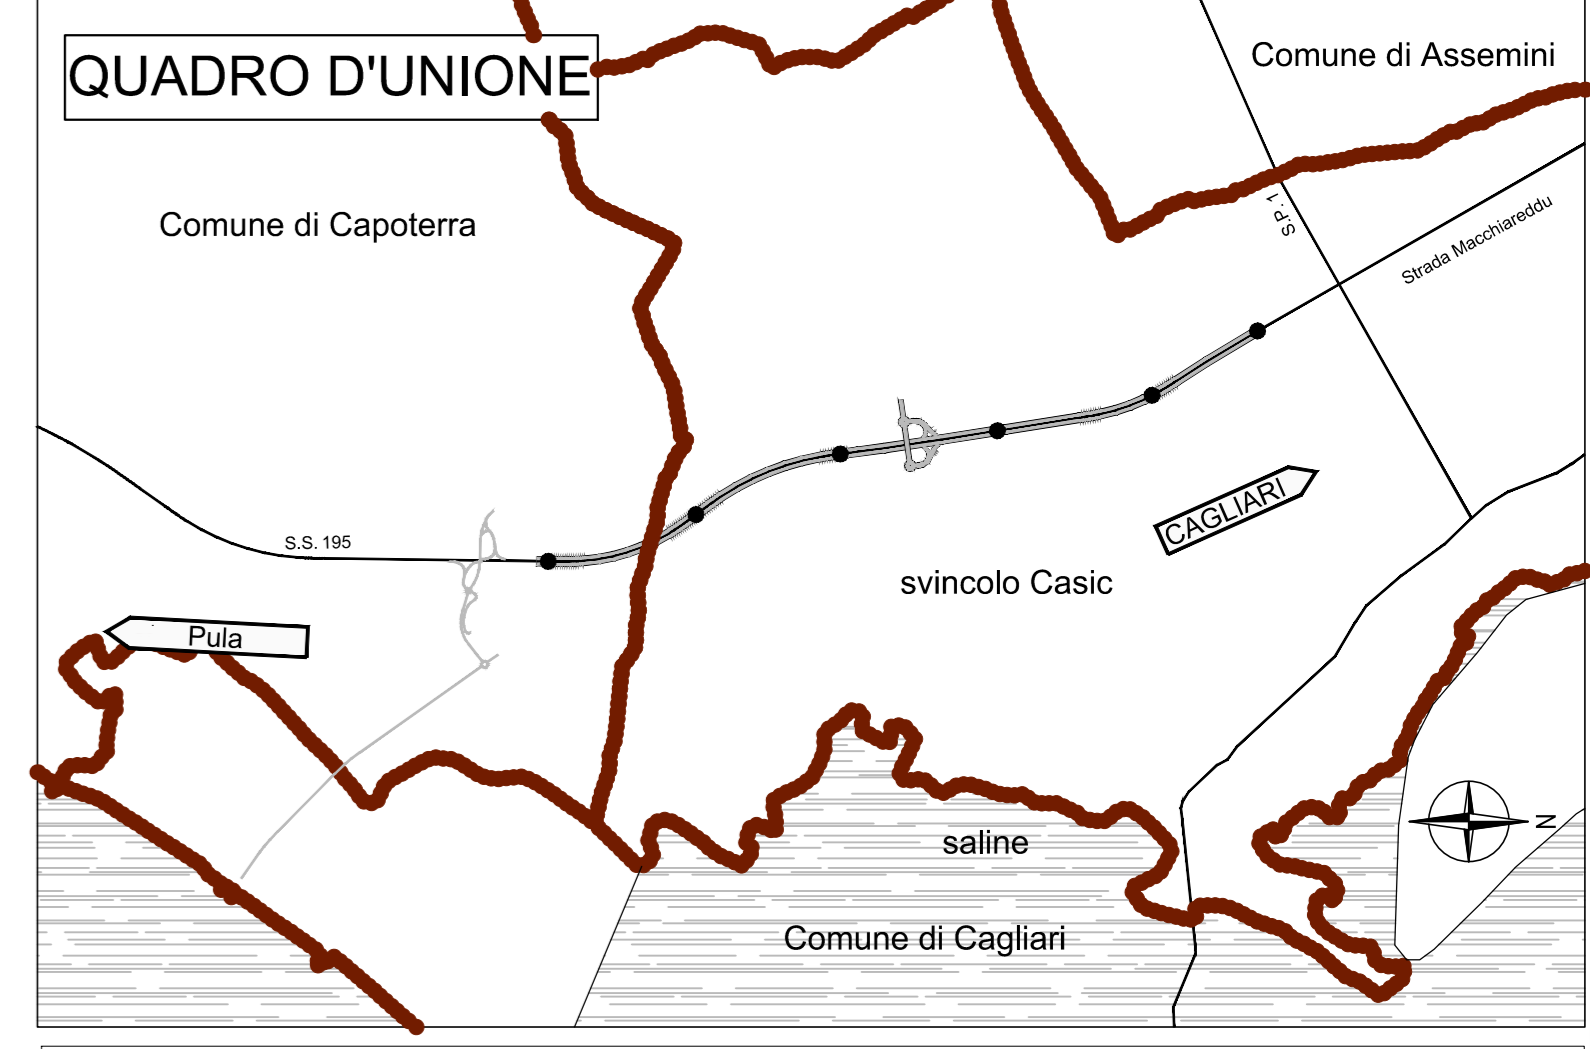 QUADRO D'UNIONE
Comune di Assemini
Comune di Capoterra
S.P. 1
Strada Macchiareddu
CAGLIARI
S.S. 195
svincolo Casic
Pula
saline
N
Comune di Cagliari